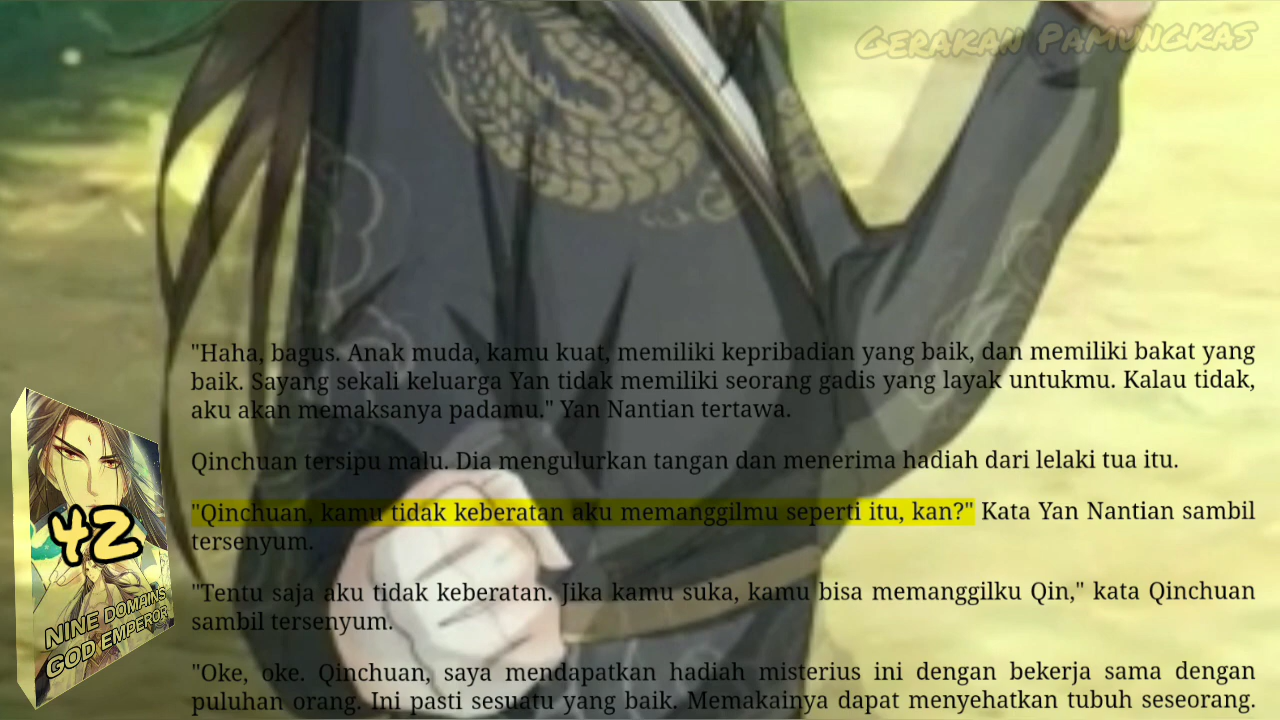 Gerakan Pamungkas
"Haha, bagus. Anak muda, kamu kuat, memiliki kepribadian yang baik, dan memiliki bakat yang
baik. Sayang sekali keluarga Yan tidak memiliki seorang gadis yang layak untukmu. Kalau tidak,
aku akan memaksanya padamu." Yan Nantian tertawa.
Qinchuan tersipu malu. Dia mengulurkan tangan dan menerima hadiah dari lelaki tua itu.
"Qinchuan, kamu tidak keberatan aku memanggilmu seperti itu, kan?" Kata Yan Nantian sambil
tersenyum.
"Tentu saja aku tidak keberatan. Jika kamu suka, kamu bisa memanggilku Qin," kata Qinchuan
sambil tersenyum.
"Oke, oke. Qinchuan, saya mendapatkan hadiah misterius ini dengan bekerja sama dengan
puluhan orang. Ini pasti sesuatu yang baik. Memakainya dapat menyehatkan tubuh seseorang.
42
NINE DOMAINS
GOD EMPEROR